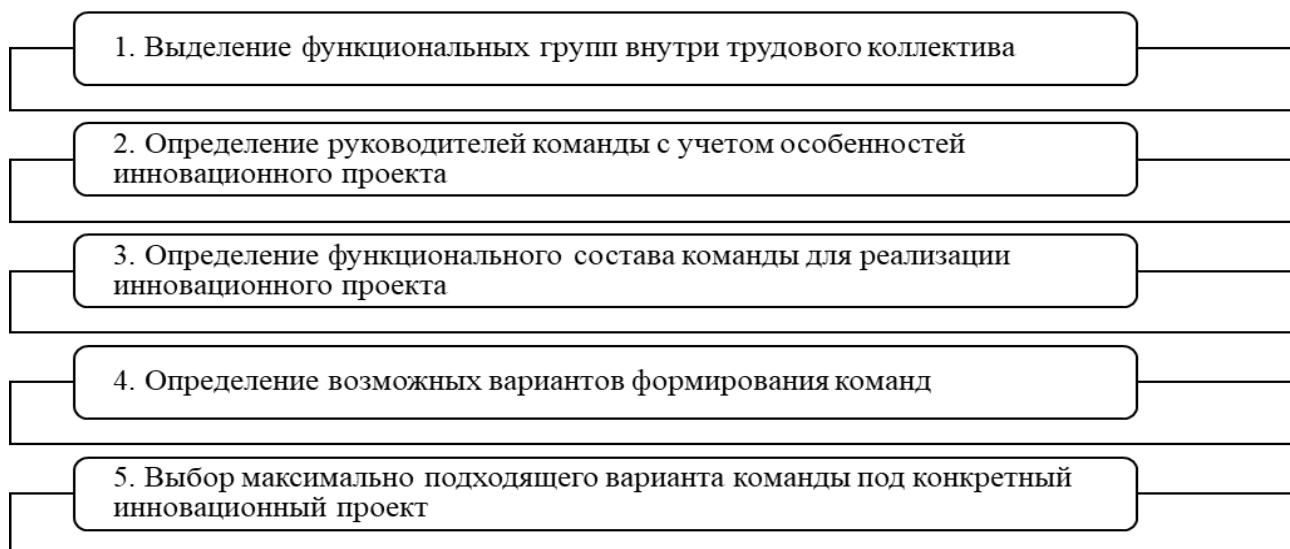 1. Выделение функциональных групп внутри трудового коллектива
2. Определение руководителей команды с учетом особенностей
инновационного проекта
3. Определение функционального состава команды для реализации
инновационного проекта
4. Определение возможных вариантов формирования команд
5. Выбор максимально подходящего варианта команды под конкретный
инновационный проект